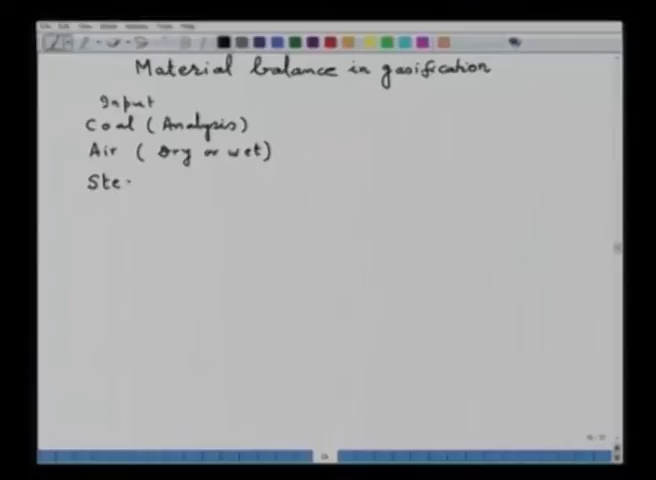 Material balance in gasification
Input
Coal (Analysis)
Air ( Dry or wet)
Ste